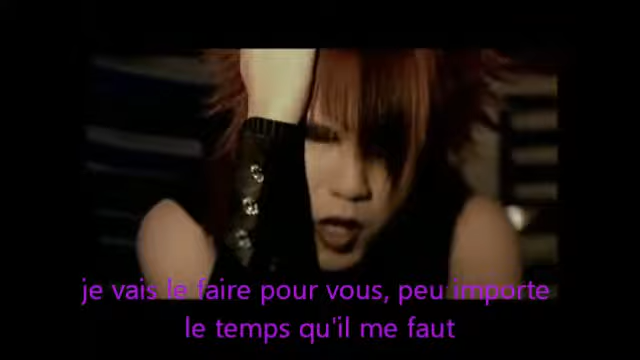 je vais le faire pour vous, peu importe
le temps qu'il me faut